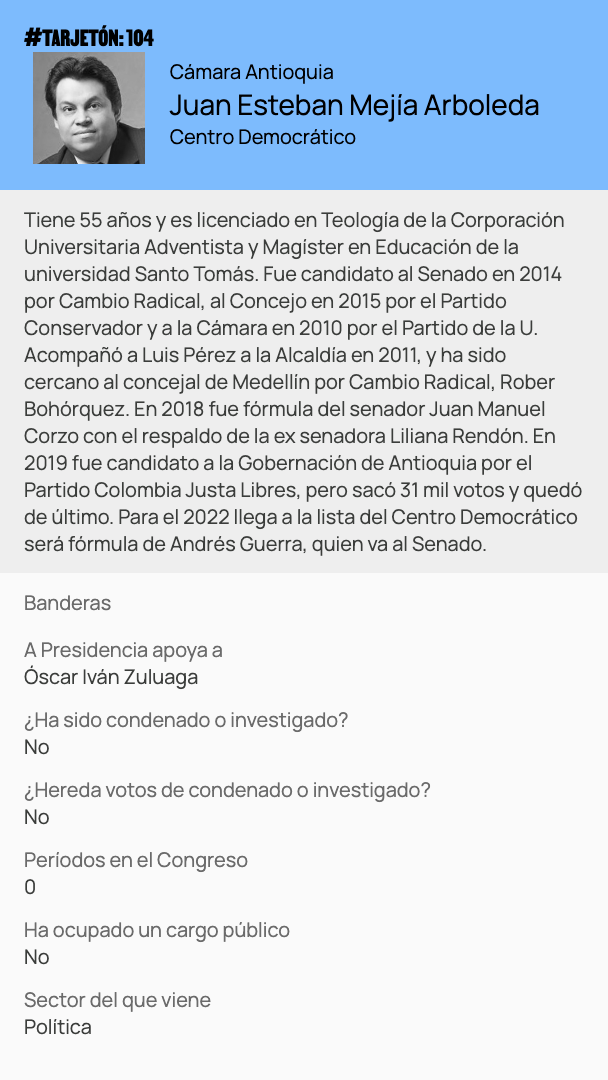 #TARJETÓN: 104
Cámara Antioquia
Juan Esteban Mejía Arboleda
Centro Democrático
Tiene 55 años y es licenciado en Teología de la Corporación
Universitaria Adventista y Magíster en Educación de la
universidad Santo Tomás. Fue candidato al Senado en 2014
por Cambio Radical, al Concejo en 2015 por el Partido
Conservador y a la Cámara en 2010 por el Partido de la U.
Acompañó a Luis Pérez a la Alcaldía en 2011, y ha sido
cercano al concejal de Medellín por Cambio Radical, Rober
Bohórquez. En 2018 fue fórmula del senador Juan Manuel
Corzo con el respaldo de la ex senadora Liliana Rendón. En
2019 fue candidato a la Gobernación de Antioquia por el
Partido Colombia Justa Libres, pero sacó 31 mil votos y quedó
de último. Para el 2022 llega a la lista del Centro Democrático
será fórmula de Andrés Guerra, quien va al Senado.
Banderas
A Presidencia apoya a
Óscar Iván Zuluaga
¿Ha sido condenado o investigado?
No
¿Hereda votos de condenado o investigado?
No
Períodos en el Congreso
0
Ha ocupado un cargo público
No
Sector del que viene
Política